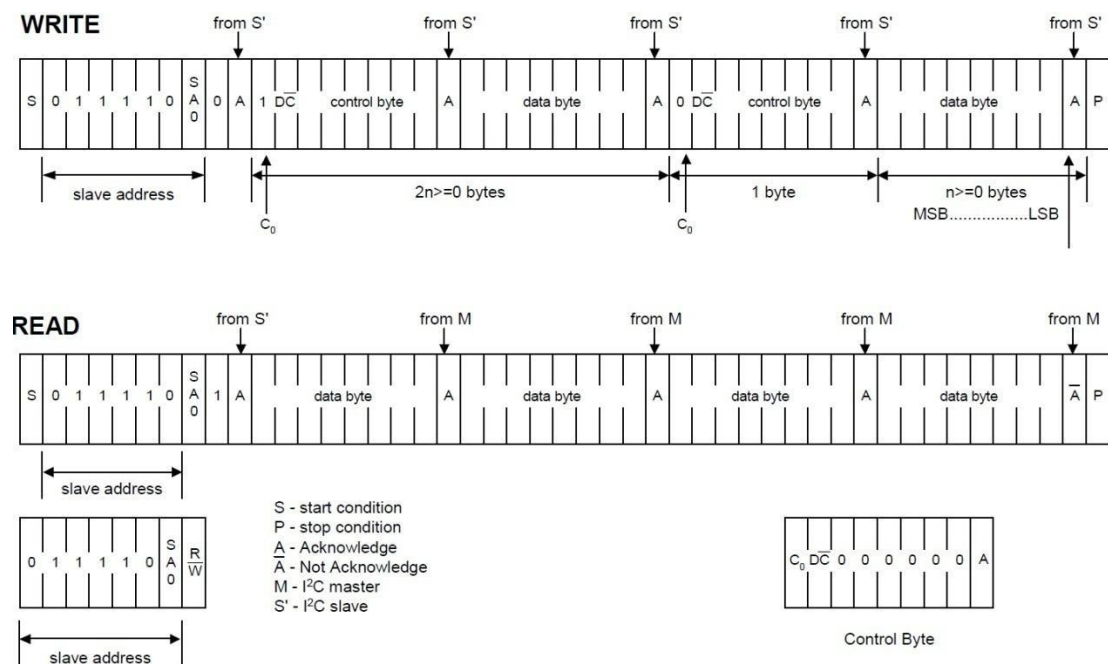 WRITE
from S' from S' from S' from S' from S'
S 0 1 1 1 1 0 SA0 0 A 1 DC̅ control byte A data byte A 0 DC̅ control byte A data byte A P
slave address 2n>=0 bytes 1 byte n>=0 bytes
MSB..................LSB
C₀ C₀
READ
from S' from M from M from M from M
S 0 1 1 1 1 0 SA0 1 A data byte A data byte A data byte A data byte A̅ P
slave address
0 1 1 1 1 0 SA0 R/W
S - start condition
P - stop condition
A - Acknowledge
A̅ - Not Acknowledge
M - I²C master
S' - I²C slave
C₀ DC̅ 0 0 0 0 0 0 A
Control Byte
slave address